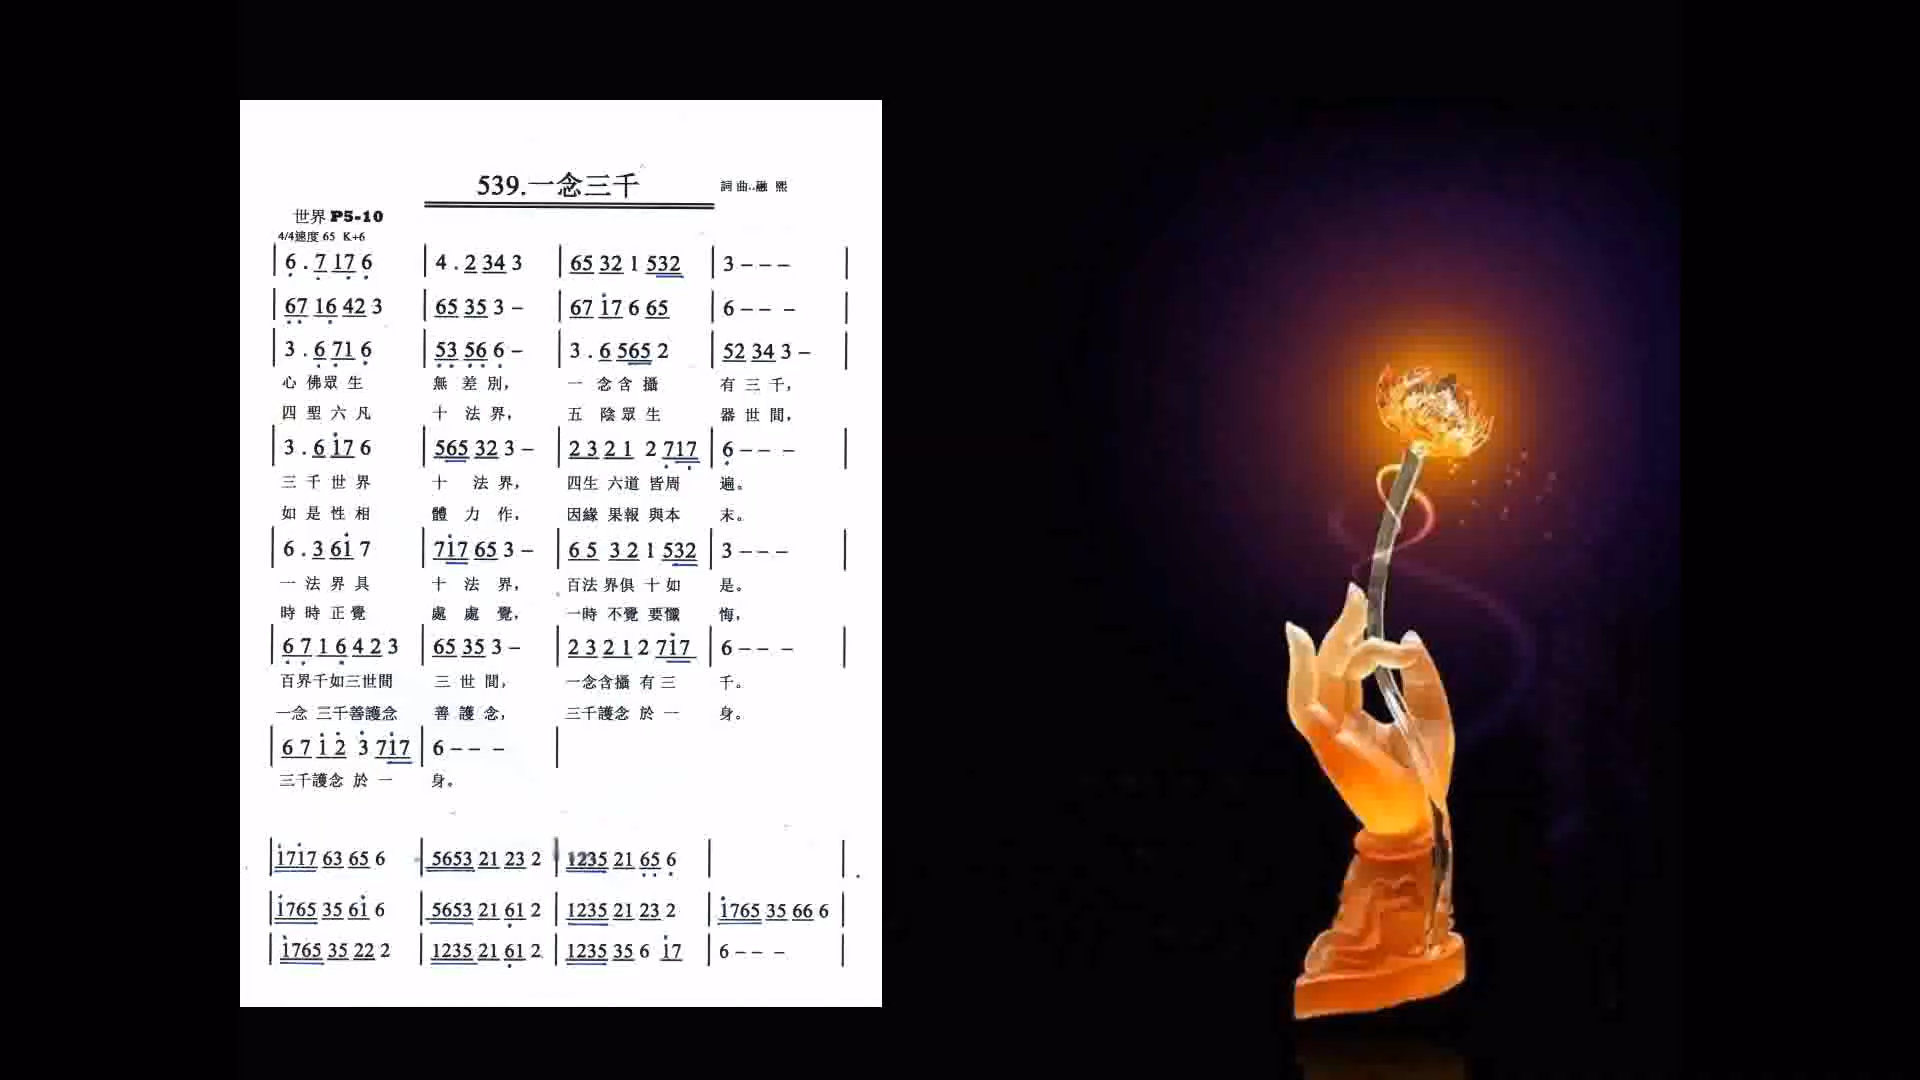 539.一念三千
詞曲..融 熙
世界 P5-10
4/4速度 65 K+6
| 6 . 7 17 6 | 4 . 2 34 3 | 65 32 1 532 | 3 – – – |
| 67 16 42 3 | 65 35 3 – | 67 17 6 65 | 6 – – – |
| 3 . 6 71 6 | 53 56 6 – | 3 . 6 565 2 | 52 34 3 – |
心 佛眾 生 無 差 別, 一 念含 攝 有 三 千,
四 聖 六 凡 十 法 界, 五 陰 眾 生 器 世 間,
| 3 . 6 17 6 | 565 32 3 – | 2 3 2 1 2 717 | 6 – – – |
三 千 世 界 十 法 界, 四生 六道 皆周 遍。
如 是 性 相 體 力 作, 因緣 果報 與本 末。
| 6 . 3 61 7 | 717 65 3 – | 6 5 3 2 1 532 | 3 – – – |
一 法 界 具 十 法 界, 百法 界俱 十 如 是。
時 時 正 覺 處 處 覺, 一時 不覺 要懺 悔,
| 6 7 1 6 4 2 3 | 65 35 3 – | 2 3 2 1 2 717 | 6 – – – |
百界千如三世間 三 世 間, 一念含攝 有 三 千。
一念 三千善護念 善 護 念, 三千護念 於 一 身。
| 6 7 1 2 3 717 | 6 – – – |
三千護念 於 一 身。
| 1717 63 65 6 | 5653 21 23 2 | 1235 21 65 6 | |
| 1765 35 61 6 | 5653 21 61 2 | 1235 21 23 2 | 1765 35 66 6 |
| 1765 35 22 2 | 1235 21 61 2 | 1235 35 6 17 | 6 – – – |